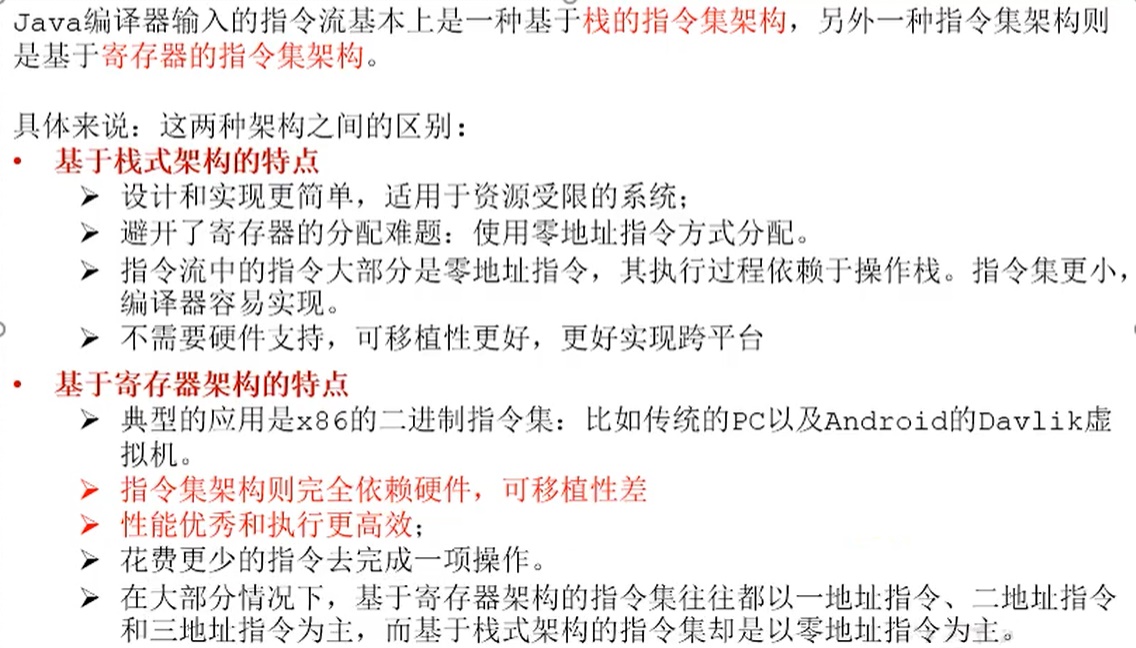 Java编译器输入的指令流基本上是一种基于栈的指令集架构，另外一种指令集架构则
是基于寄存器的指令集架构。
具体来说：这两种架构之间的区别：
• 基于栈式架构的特点
➢ 设计和实现更简单，适用于资源受限的系统；
➢ 避开了寄存器的分配难题：使用零地址指令方式分配。
➢ 指令流中的指令大部分是零地址指令，其执行过程依赖于操作栈。指令集更小，
编译器容易实现。
➢ 不需要硬件支持，可移植性更好，更好实现跨平台
• 基于寄存器架构的特点
➢ 典型的应用是x86的二进制指令集：比如传统的PC以及Android的Davlik虚
拟机。
➢ 指令集架构则完全依赖硬件，可移植性差
➢ 性能优秀和执行更高效；
➢ 花费更少的指令去完成一项操作。
➢ 在大部分情况下，基于寄存器架构的指令集往往都以一地址指令、二地址指令
和三地址指令为主，而基于栈式架构的指令集却是以零地址指令为主。